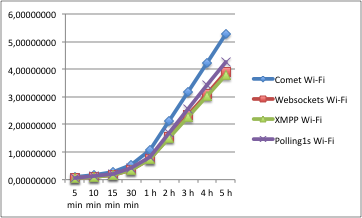 6,00000000
5,00000000
4,00000000
3,00000000
2,00000000
1,00000000
0,00000000
5 min
10 min
15 min
30 min
1 h
2 h
3 h
4 h
5 h
Comet Wi-Fi
Websockets Wi-Fi
XMPP Wi-Fi
Polling1s Wi-Fi